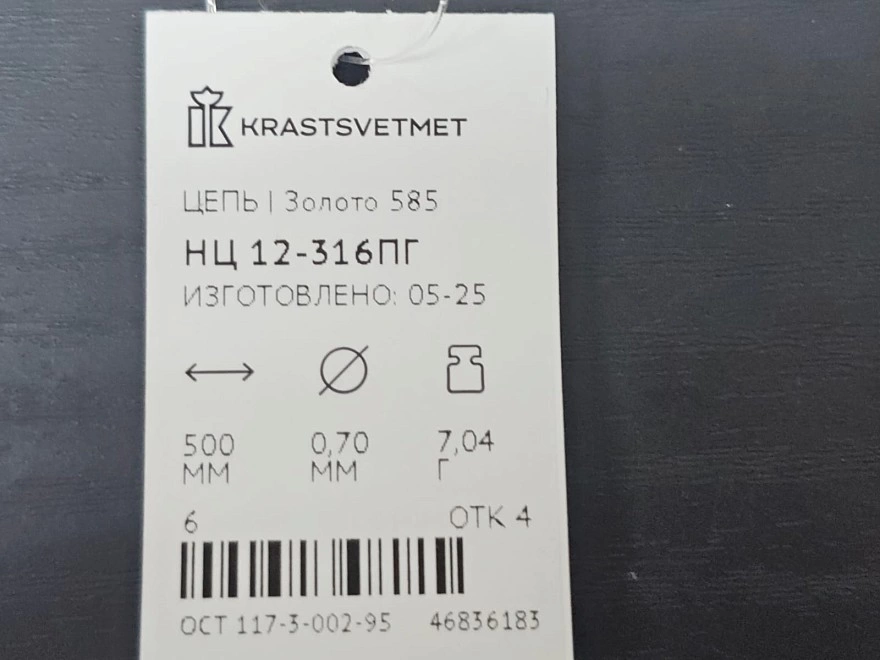 KRASTSVETMET
ЦЕПЬ | Золото 585
НЦ 12-316ПГ
ИЗГОТОВЛЕНО: 05-25
500 0,70 7,04
ММ ММ Г
6 ОТК 4
ОСТ 117-3-002-95 46836183